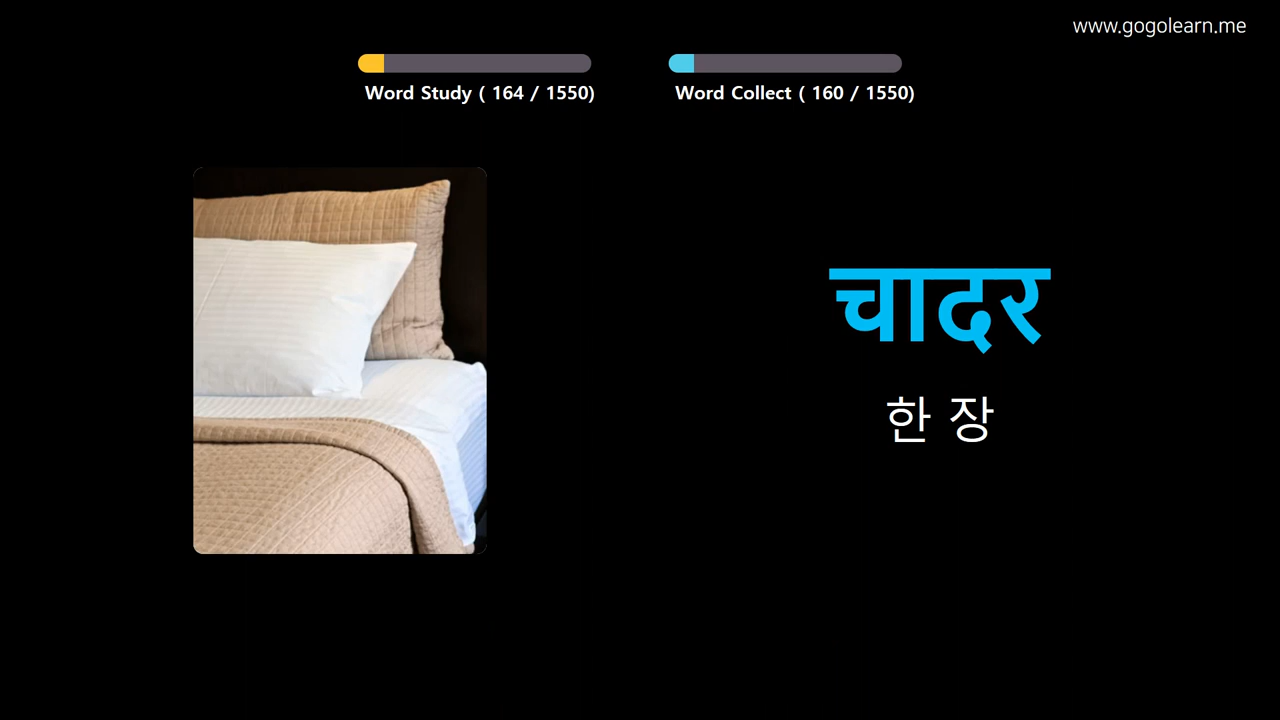 www.gogolearn.me
Word Study ( 164 / 1550)
Word Collect ( 160 / 1550)
चादर
한 장